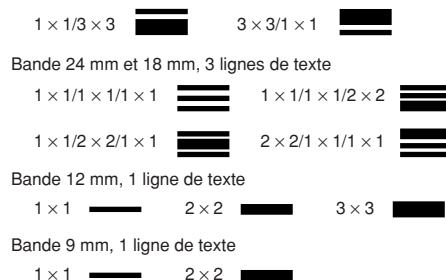 1 × 1/3 × 3 3 × 3/1 × 1
Bande 24 mm et 18 mm, 3 lignes de texte
1 × 1/1 × 1/1 × 1 1 × 1/1 × 1/2 × 2
1 × 1/2 × 2/1 × 1 2 × 2/1 × 1/1 × 1
Bande 12 mm, 1 ligne de texte
1 × 1 2 × 2 3 × 3
Bande 9 mm, 1 ligne de texte
1 × 1 2 × 2